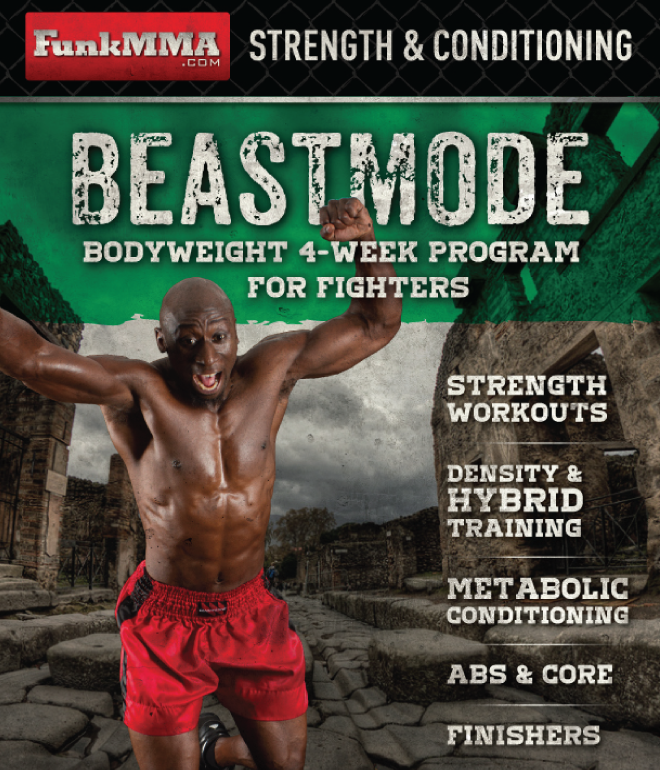 FunkMMA
.COM
STRENGTH & CONDITIONING
BEASTMODE
BODYWEIGHT 4-WEEK PROGRAM
FOR FIGHTERS
STRENGTH
WORKOUTS
DENSITY &
HYBRID
TRAINING
METABOLIC
CONDITIONING
ABS & CORE
FINISHERS